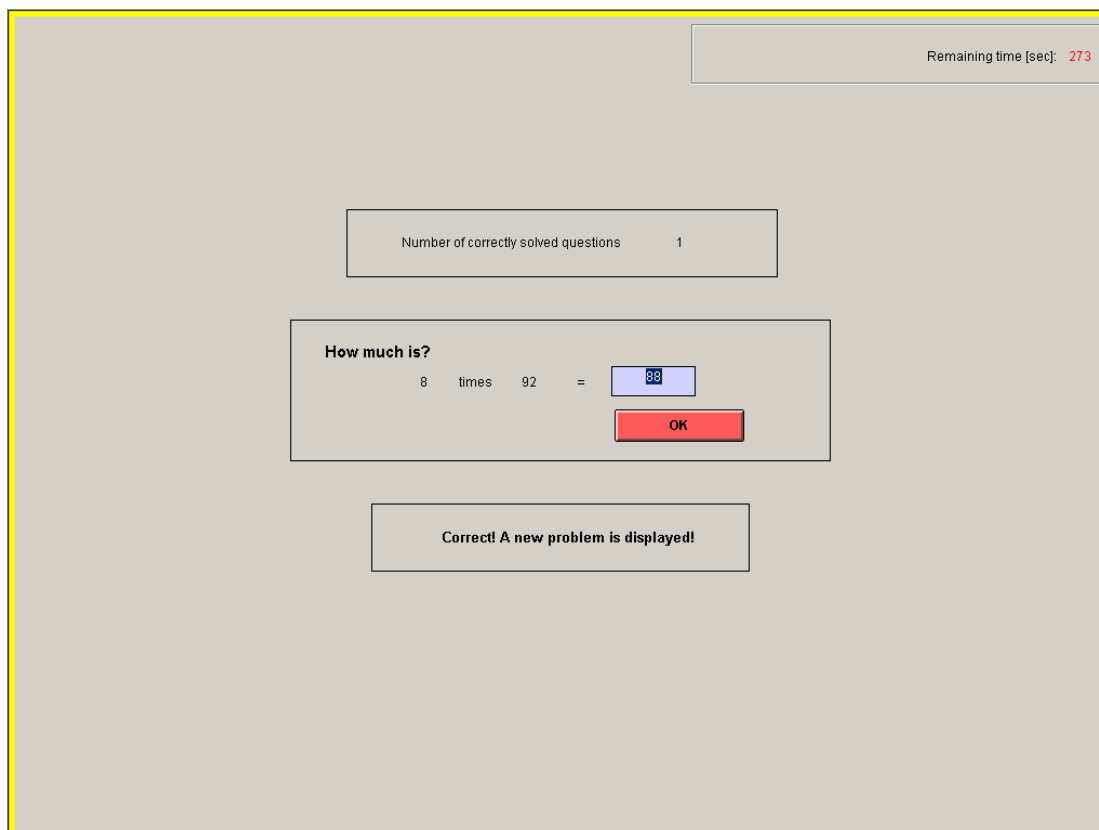 Remaining time [sec]: 273
Number of correctly solved questions 1
How much is?
8 times 92 = 88
OK
Correct! A new problem is displayed!